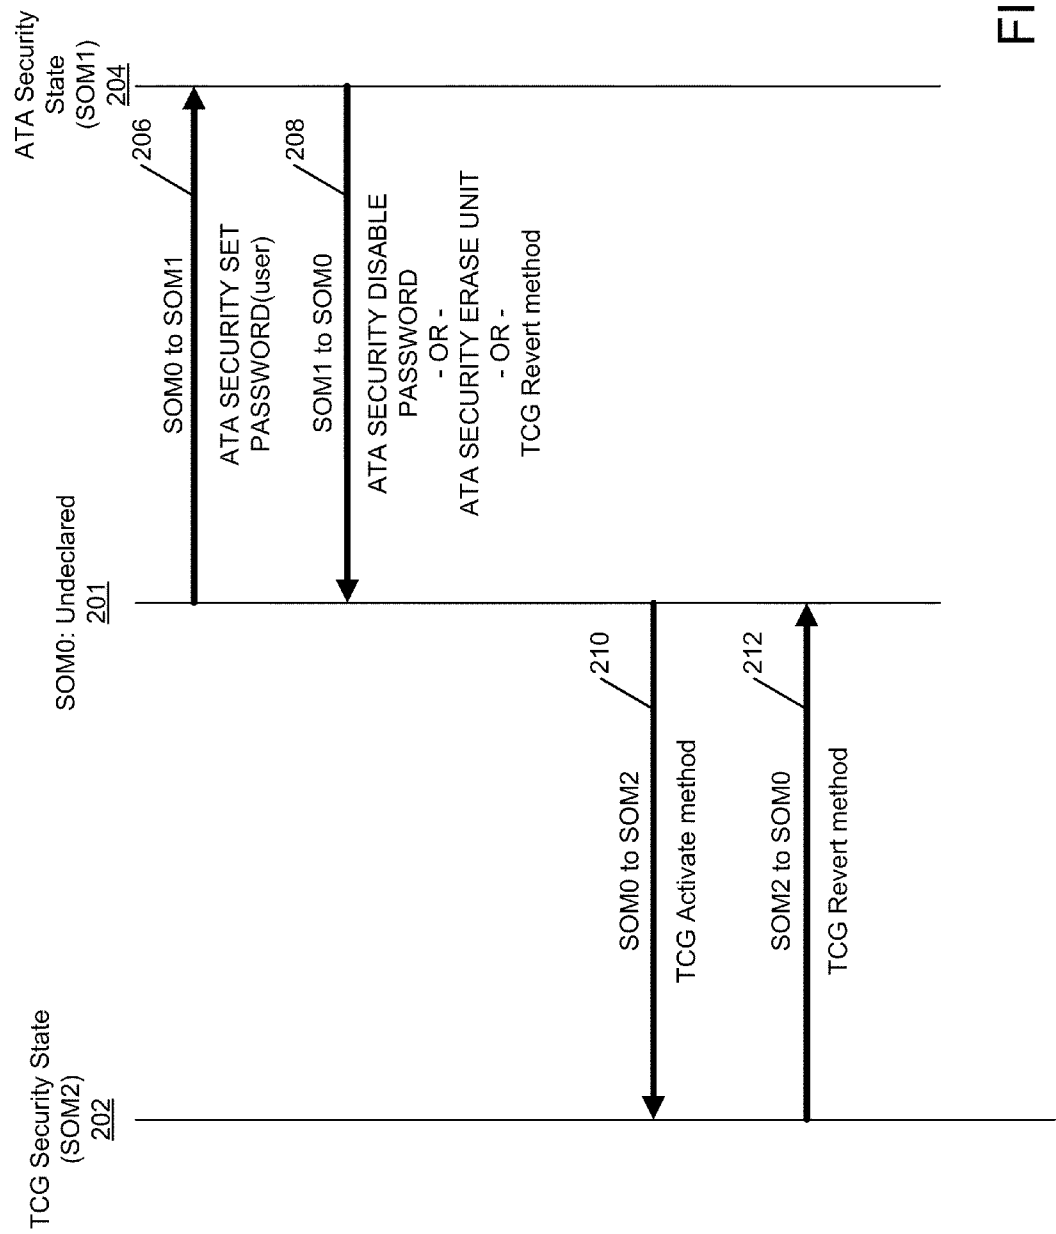 TCG Security State
(SOM2)
202
SOM0: Undeclared
201
ATA Security
State
(SOM1)
204
206
SOM0 to SOM1
ATA SECURITY SET
PASSWORD(user)
208
SOM1 to SOM0
ATA SECURITY DISABLE
PASSWORD
- OR -
ATA SECURITY ERASE UNIT
- OR -
TCG Revert method
210
SOM0 to SOM2
TCG Activate method
212
SOM2 to SOM0
TCG Revert method
FI